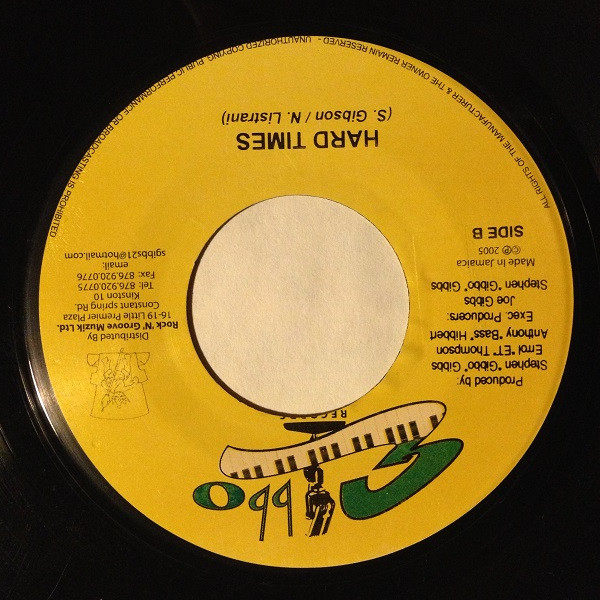 Gibbo
RECORDS
Produced by:
Stephen "Gibbo" Gibbs
Errol "ET" Thompson
Anthony "Bass" Hibbert
Exec. Producers:
Joe Gibbs
Stephen "Gibbo" Gibbs
Made In Jamaica
℗ 2005
SIDE B
Distributed By
Rock 'N' Groove Muzik Ltd.
16-19 Little Premier Plaza
Constant spring Rd.
Kinston 10
Tel: 876.920.0775
Fax: 876.920.0776
email:
sgibbs21@hotmail.com
HARD TIMES
(S. Gibson / N. Listrani)
ALL RIGHTS OF THE MANUFACTURER & THE OWNER REMAIN RESERVED - UNAUTHORIZED COPYING, PUBLIC PERFORMANCE OR BROADCASTING IS PROHIBITED.